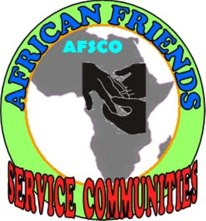 AFRICAN FRIENDS
AFSCO
SERVICE COMMUNITIES